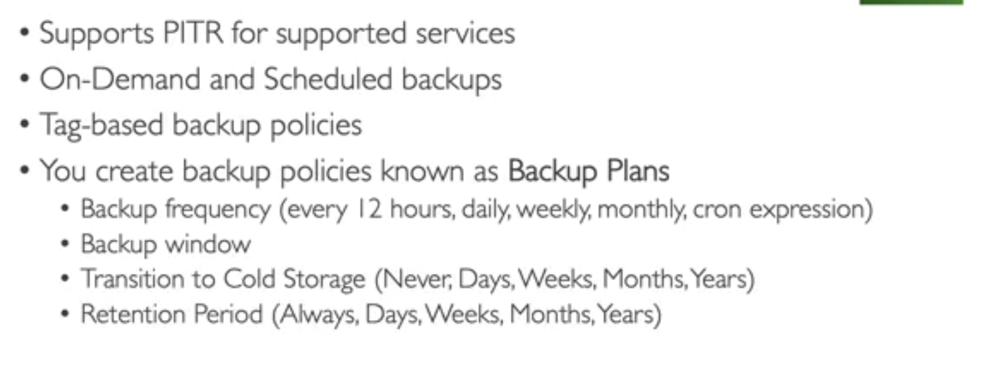 • Supports PITR for supported services
• On-Demand and Scheduled backups
• Tag-based backup policies
• You create backup policies known as Backup Plans
• Backup frequency (every 12 hours, daily, weekly, monthly, cron expression)
• Backup window
• Transition to Cold Storage (Never, Days, Weeks, Months, Years)
• Retention Period (Always, Days, Weeks, Months, Years)